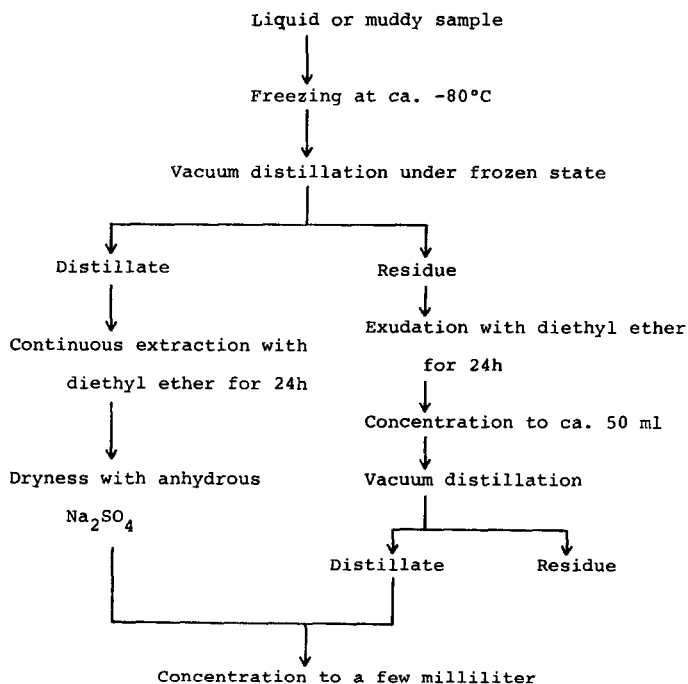 Liquid or muddy sample
Freezing at ca. -80°C
Vacuum distillation under frozen state
Distillate
Residue
Continuous extraction with
diethyl ether for 24h
Exudation with diethyl ether
for 24h
Concentration to ca. 50 ml
Dryness with anhydrous
Na₂SO₄
Vacuum distillation
Distillate
Residue
Concentration to a few milliliter